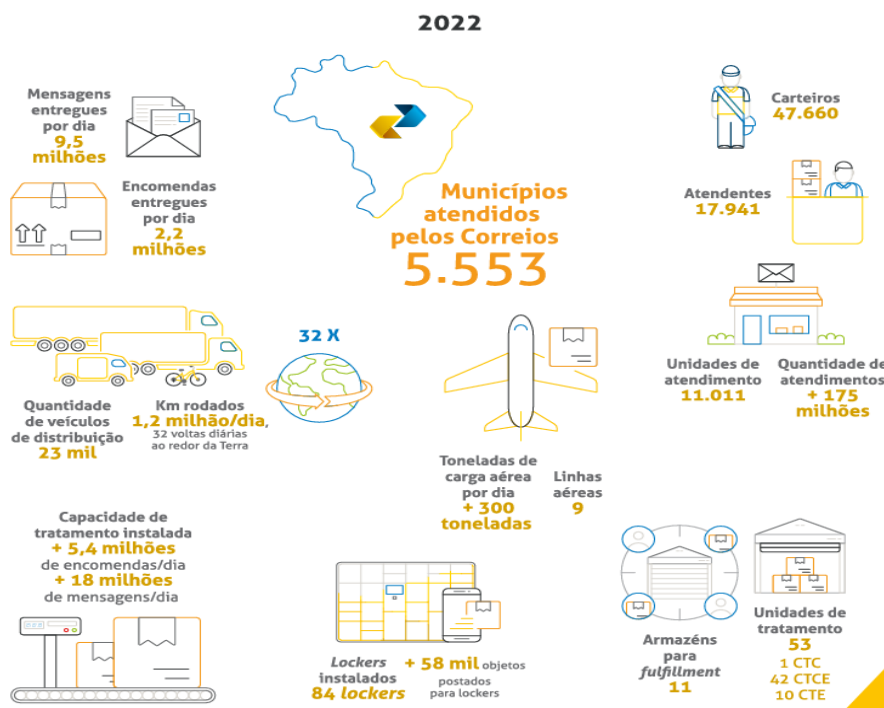 2022
Mensagens
entregues
por dia
9,5
milhões
Encomendas
entregues
por dia
2,2
milhões
Municípios
atendidos
pelos Correios
5.553
Carteiros
47.660
Atendentes
17.941
Unidades de
atendimento
11.011
Quantidade de
atendimentos
+ 175
milhões
Quantidade
de veículos
de distribuição
23 mil
Km rodados
1,2 milhão/dia,
32 voltas diárias
ao redor da Terra
32 X
Toneladas de
carga aérea
por dia
+ 300
toneladas
Linhas
aéreas
9
Capacidade de
tratamento instalada
+ 5,4 milhões
de encomendas/dia
+ 18 milhões
de mensagens/dia
Lockers
instalados
84 lockers
+ 58 mil objetos
postados
para lockers
Armazéns
para
fulfillment
11
Unidades de
tratamento
53
1 CTC
42 CTCE
10 CTE